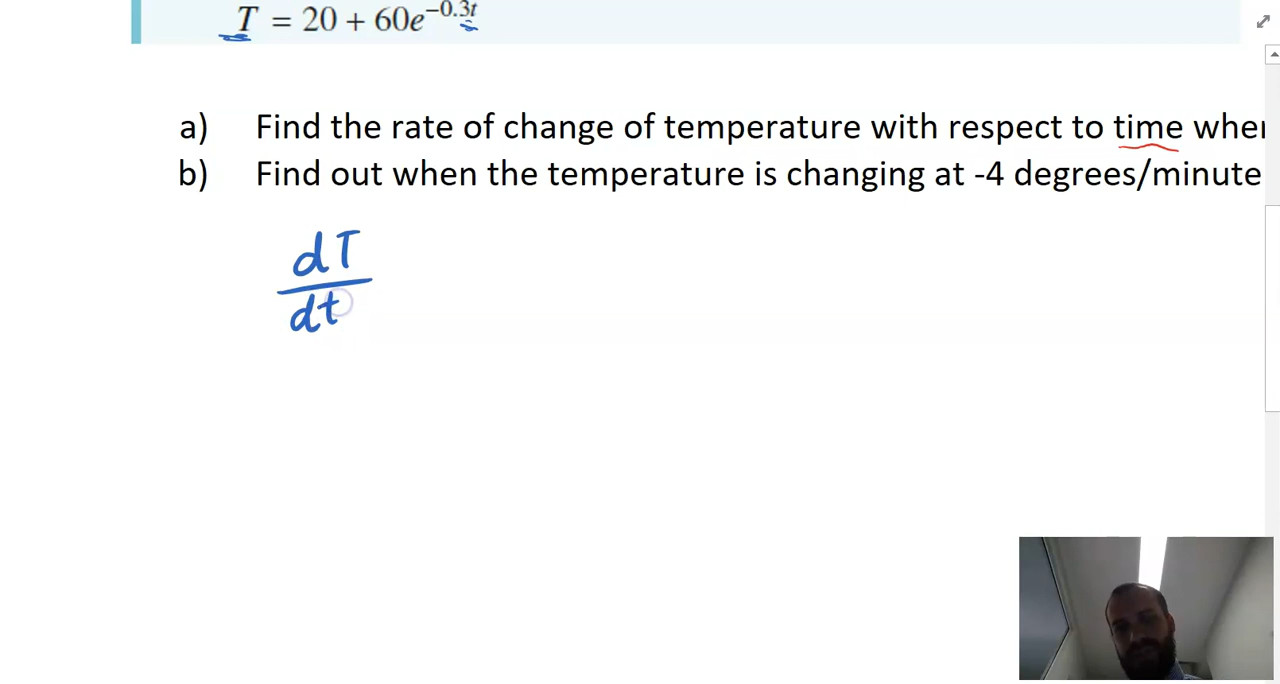 T = 20 + 60e^{-0.3t}
a) Find the rate of change of temperature with respect to time
b) Find out when the temperature is changing at -4 degrees/minute
dT
dt